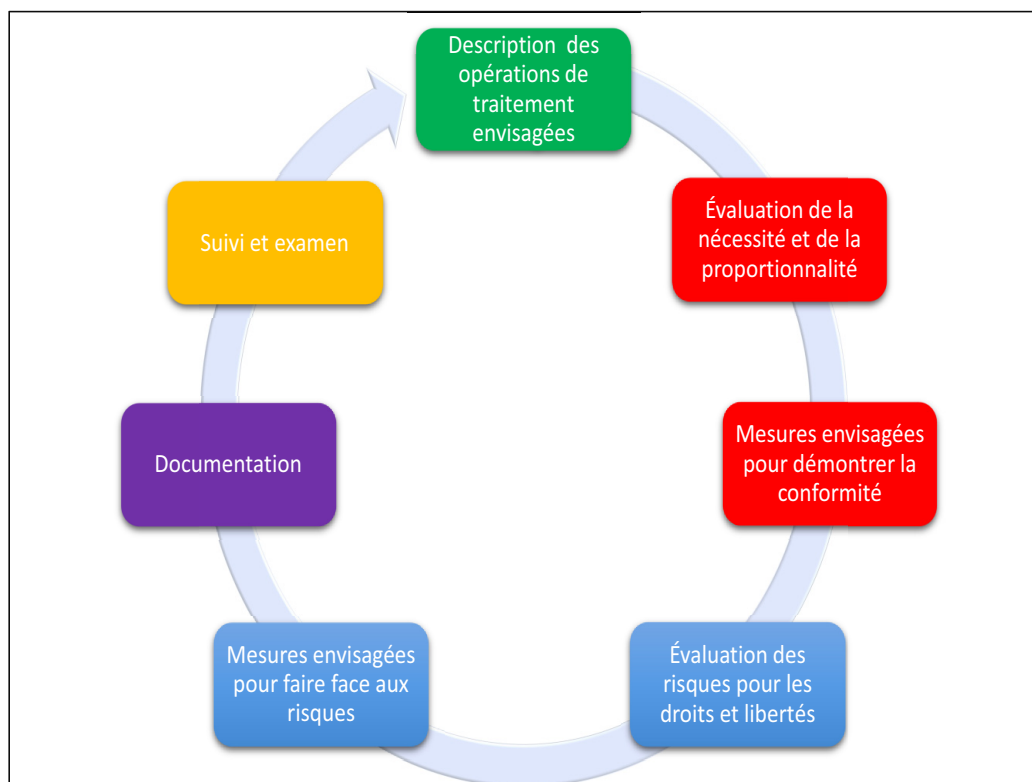 Description  des
opérations de
traitement
envisagées
Évaluation de la
nécessité et de la
proportionnalité
Mesures envisagées
pour démontrer la
conformité
Évaluation des
risques pour les
droits et libertés
Mesures envisagées
pour faire face aux
risques
Documentation
Suivi et examen